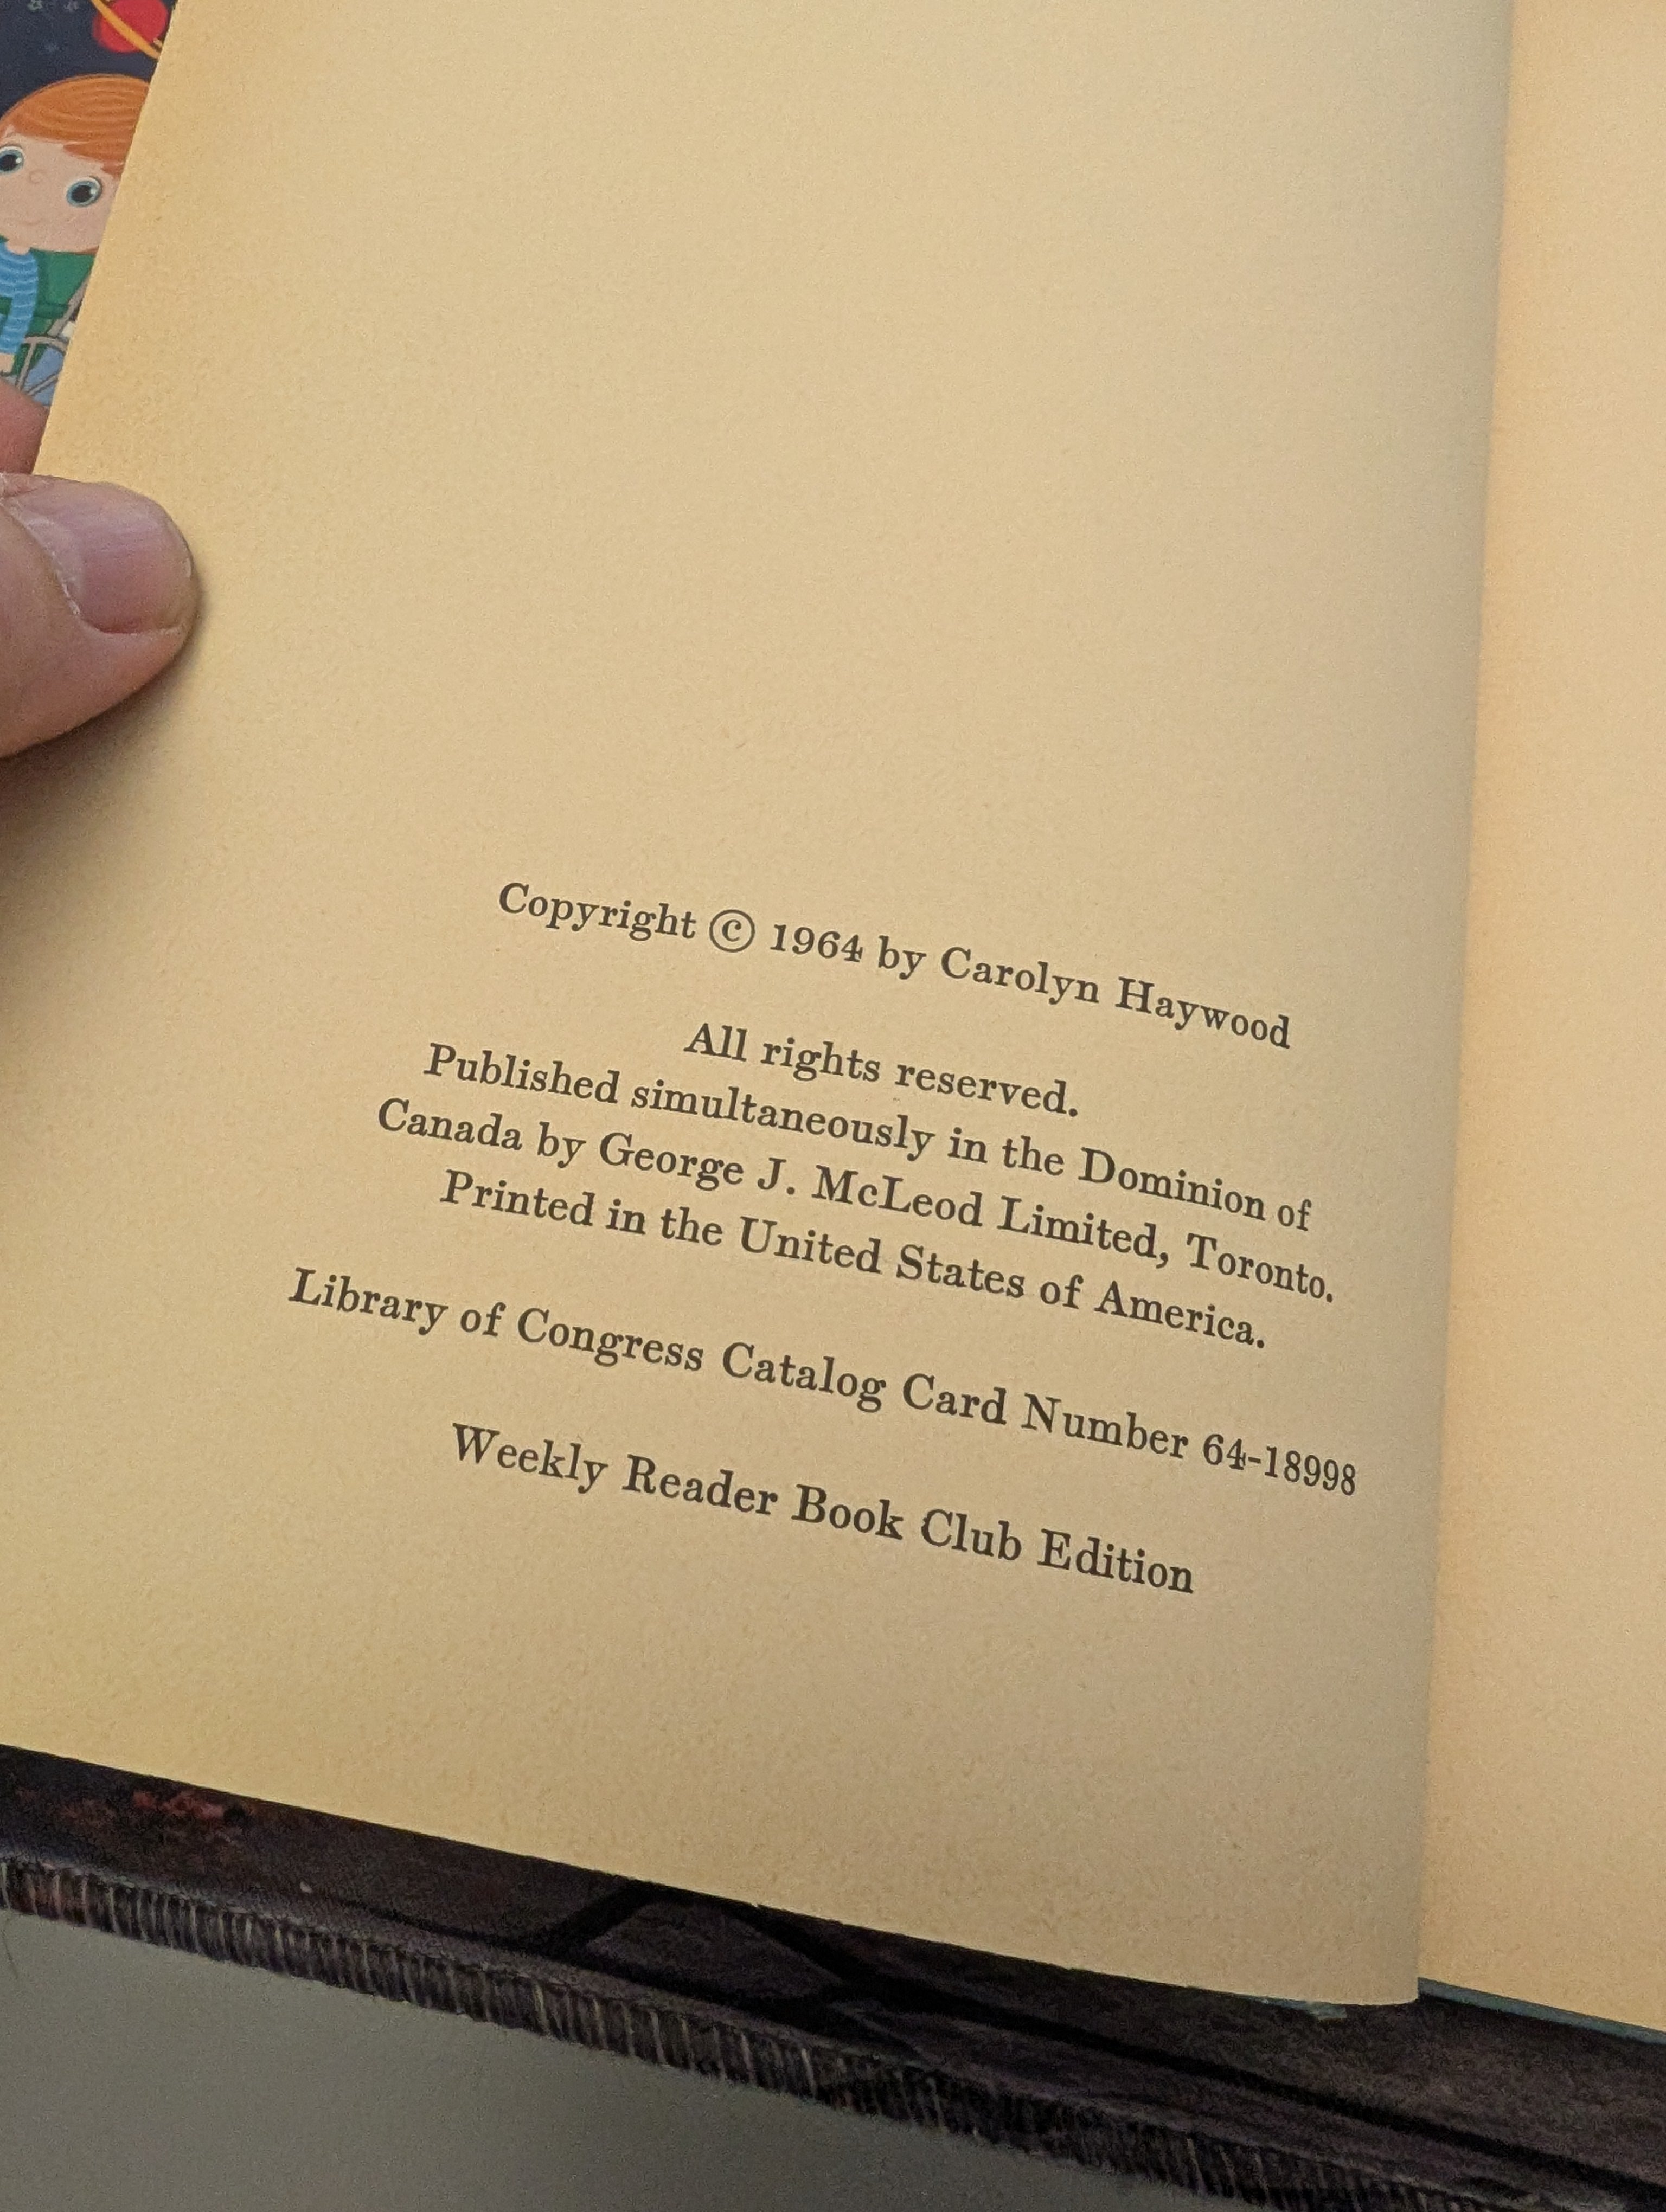 Copyright © 1964 by Carolyn Haywood
All rights reserved.
Published simultaneously in the Dominion of
Canada by George J. McLeod Limited, Toronto.
Printed in the United States of America.
Library of Congress Catalog Card Number 64-18998
Weekly Reader Book Club Edition